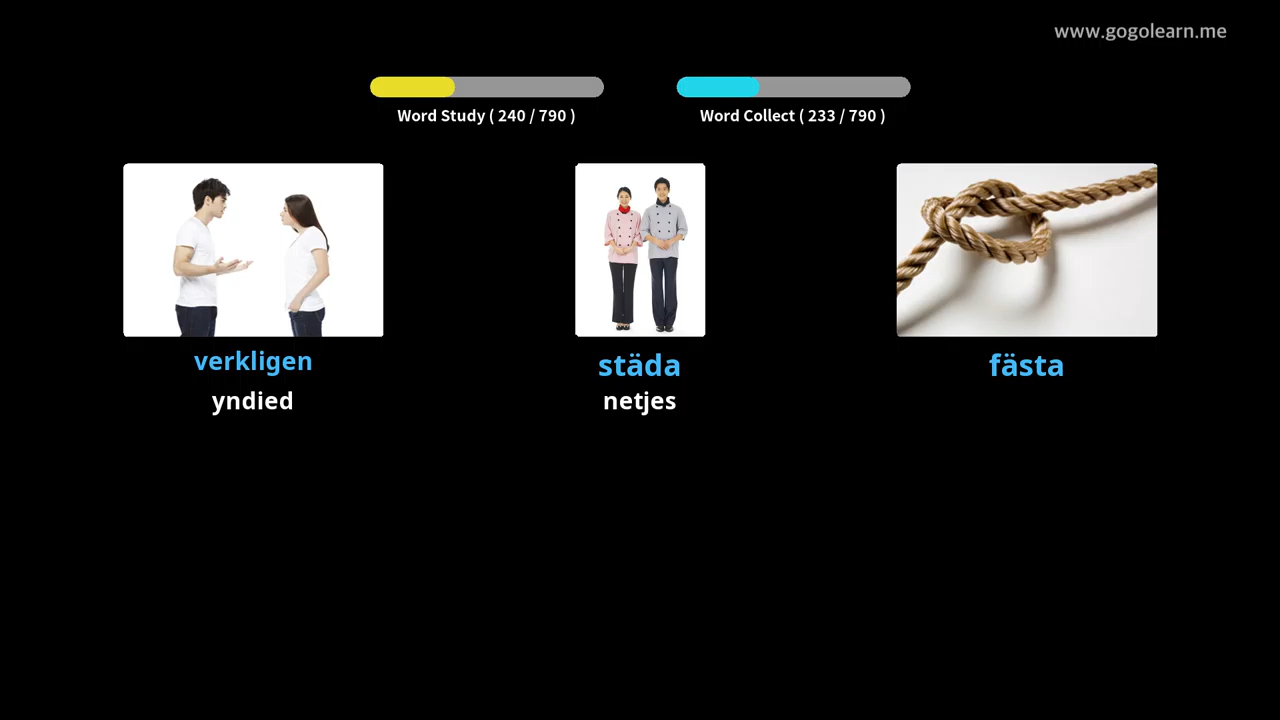 www.gogolearn.me
Word Study ( 240 / 790 )
Word Collect ( 233 / 790 )
verkligen
städa
fästa
yndied
netjes